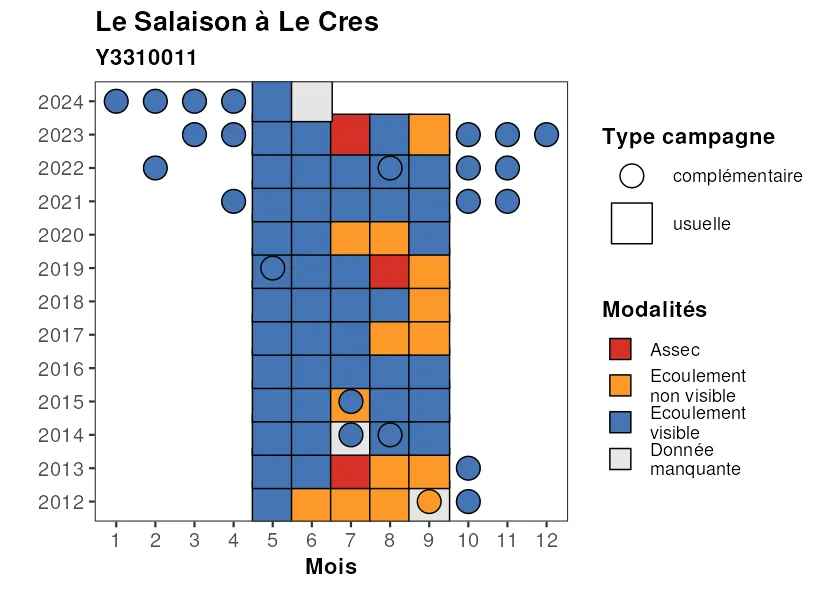 Le Salaison à Le Cres
Y3310011
2024
2023
2022
2021
2020
2019
2018
2017
2016
2015
2014
2013
2012
1 2 3 4 5 6 7 8 9 10 11 12
Mois
Type campagne
complémentaire
usuelle
Modalités
Assec
Ecoulement
non visible
Ecoulement
visible
Donnée
manquante